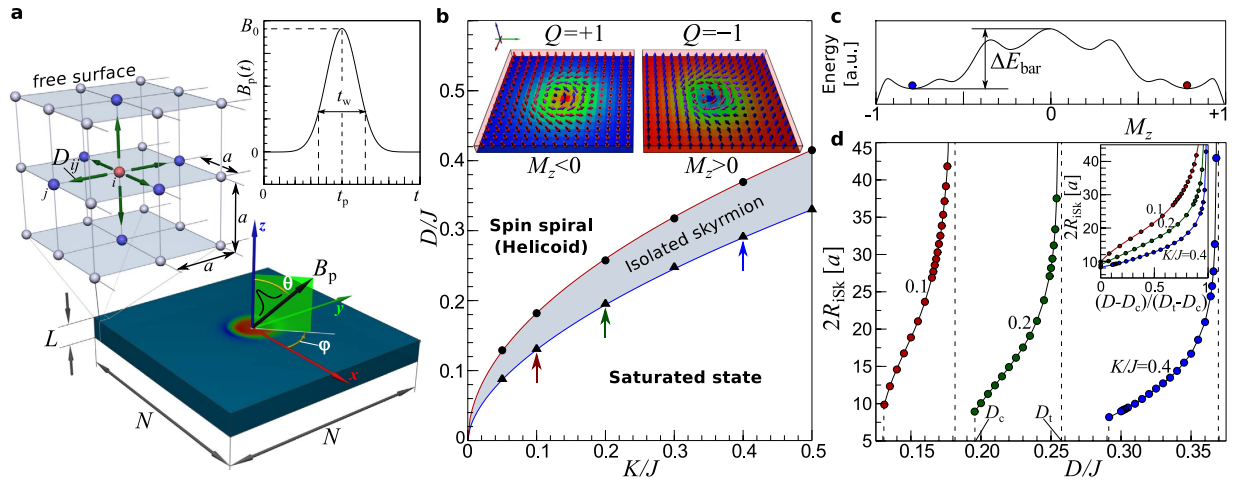 a
free surface
D_ij
i
j
a
a
a
B_0
B_p(t)
0
t_w
t_p
t
z
θ
B_p
y
φ
x
L
N
N
b
D/J
0.5
0.4
0.3
0.2
0.1
0
0
0.1
0.2
0.3
0.4
0.5
K/J
Q=+1
Q=−1
M_z<0
M_z>0
Spin spiral
(Helicoid)
Isolated skyrmion
Saturated state
c
Energy
[a.u.]
ΔE_bar
-1
0
+1
M_z
d
2R_iSk [a]
45
40
35
30
25
20
15
10
5
0.1
0.2
K/J=0.4
D_c
D_t
0.15
0.20
0.25
0.30
0.35
D/J
2R_iSk [a]
40
30
20
10
0.1
0.2
K/J=0.4
0
0.5
1
(D-D_c)/(D_t-D_c)